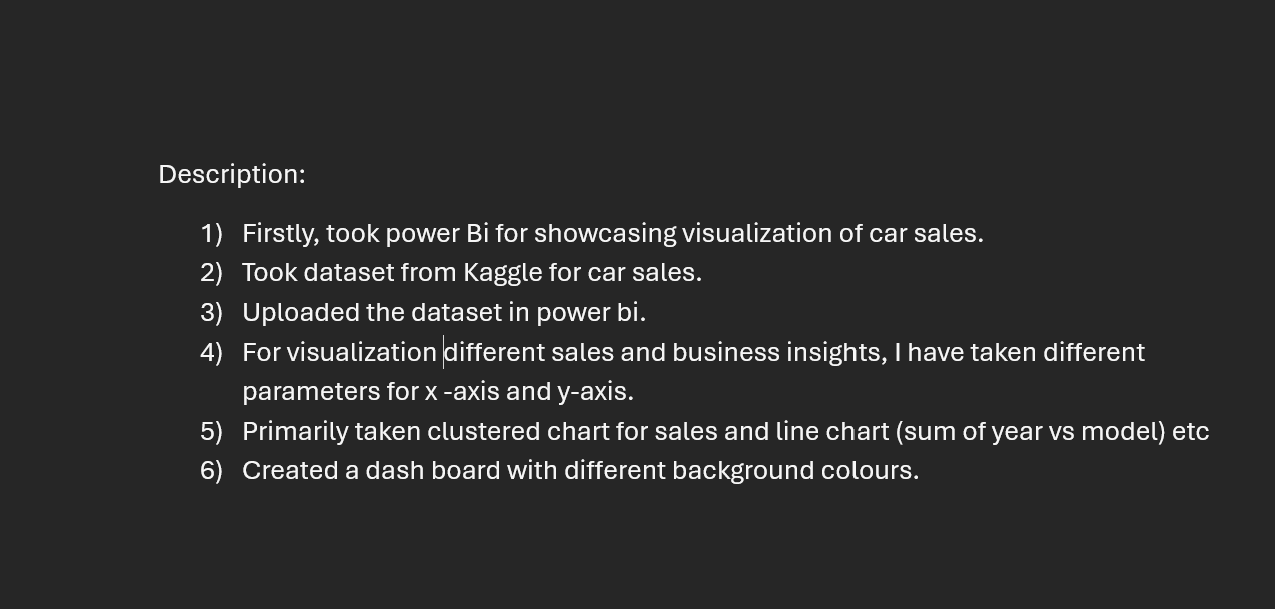 Description:
1) Firstly, took power Bi for showcasing visualization of car sales.
2) Took dataset from Kaggle for car sales.
3) Uploaded the dataset in power bi.
4) For visualization different sales and business insights, I have taken different
parameters for x -axis and y-axis.
5) Primarily taken clustered chart for sales and line chart (sum of year vs model) etc
6) Created a dash board with different background colours.